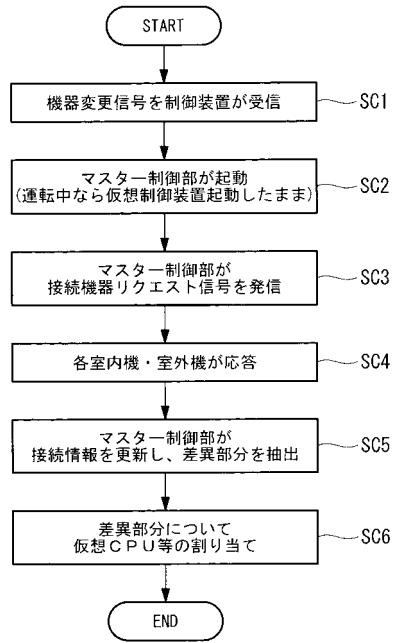 START
機器変更信号を制御装置が受信
SC1
マスター制御部が起動
(運転中なら仮想制御装置起動したまま)
SC2
マスター制御部が
接続機器リクエスト信号を発信
SC3
各室内機・室外機が応答
SC4
マスター制御部が
接続情報を更新し、差異部分を抽出
SC5
差異部分について
仮想ＣＰＵ等の割り当て
SC6
END